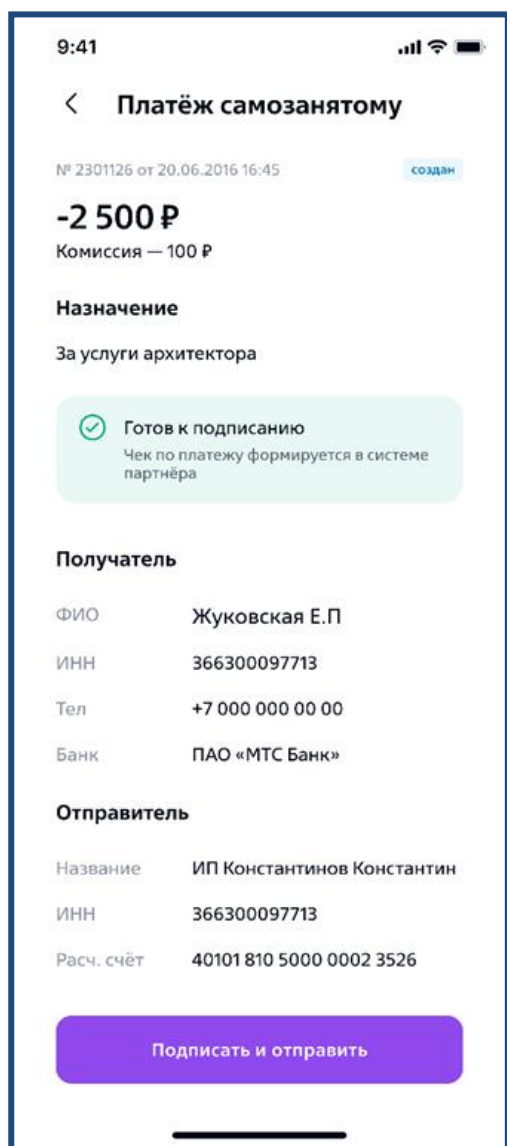 9:41
Платёж самозанятому
№ 2301126 от 20.06.2016 16:45 создан
-2 500 ₽
Комиссия — 100 ₽
Назначение
За услуги архитектора
Готов к подписанию
Чек по платежу формируется в системе
партнёра
Получатель
ФИО Жуковская Е.П
ИНН 366300097713
Тел +7 000 000 00 00
Банк ПАО «МТС Банк»
Отправитель
Название ИП Константинов Константин
ИНН 366300097713
Расч. счёт 40101 810 5000 0002 3526
Подписать и отправить